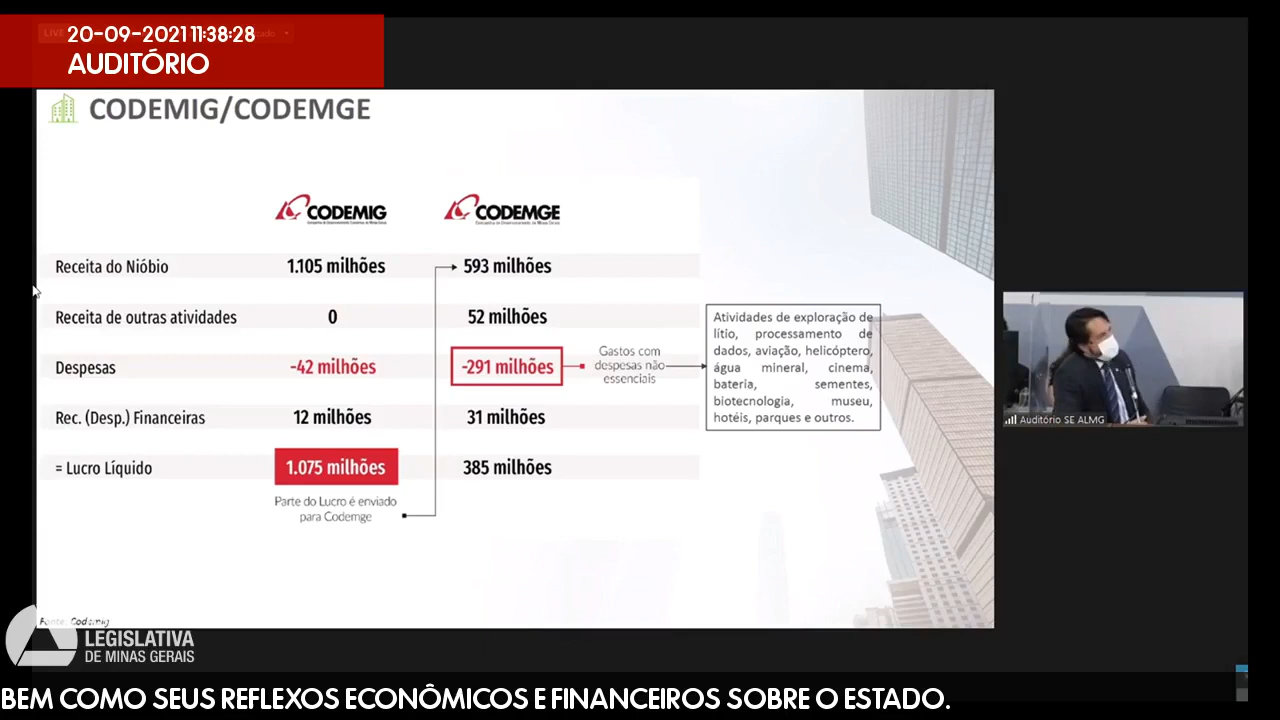 LIVE
20-09-2021 11:38:28
AUDITÓRIO
CODEMIG/CODEMGE
CODEMIG CODEMGE
Receita do Nióbio 1.105 milhões 593 milhões
Receita de outras atividades 0 52 milhões
Despesas -42 milhões -291 milhões
Gastos com
despesas não
essenciais
Atividades de exploração de
lítio, processamento de
dados, aviação, helicóptero,
água mineral, cinema,
bateria, sementes,
biotecnologia, museu,
hotéis, parques e outros.
Rec. (Desp.) Financeiras 12 milhões 31 milhões
= Lucro Líquido 1.075 milhões 385 milhões
Parte do Lucro é enviado
para Codemge
Auditório SE ALMG
Fonte: Codemig
LEGISLATIVA
DE MINAS GERAIS
BEM COMO SEUS REFLEXOS ECONÔMICOS E FINANCEIROS SOBRE O ESTADO.